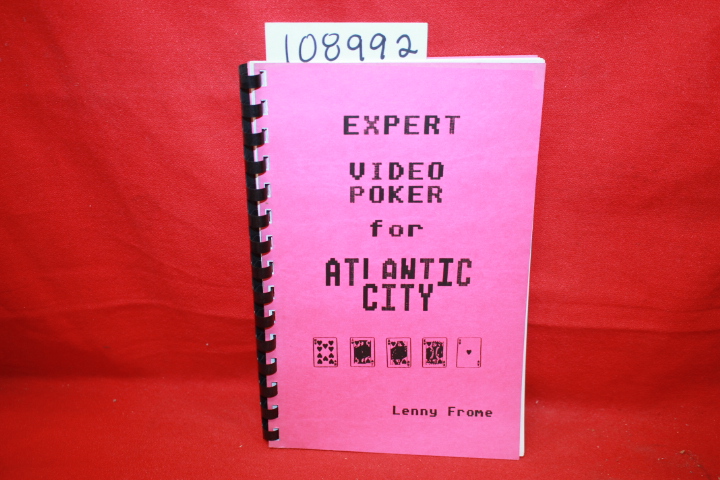 108992
EXPERT
VIDEO
POKER
for
ATLANTIC
CITY
Lenny Frome